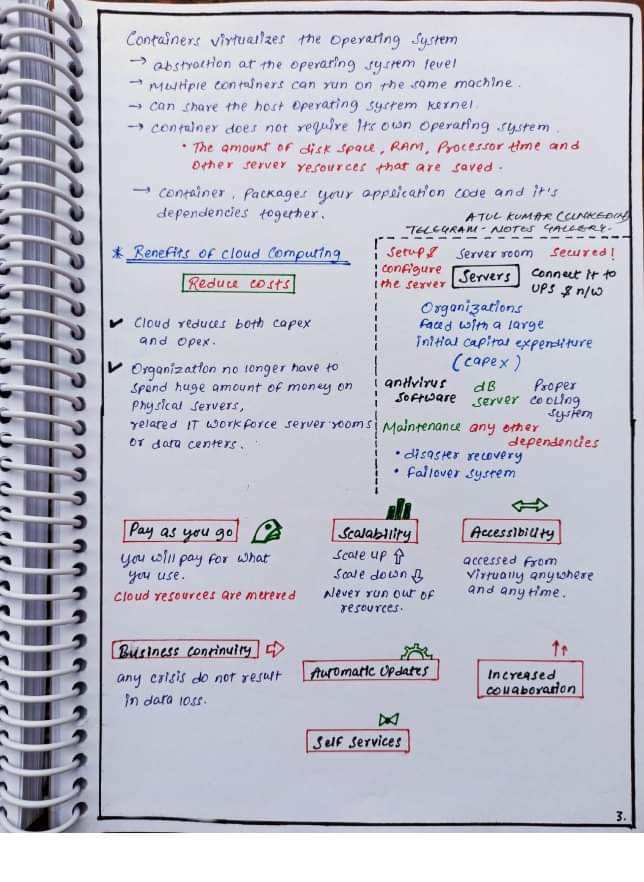 Containers virtualizes the Operating System
→ abstraction at the operating system level
→ Multiple containers can run on the same machine.
→ can share the host operating system kernel.
→ container does not require its own operating system.
• The amount of disk space, RAM, Processor time and
other server resources that are saved.
→ container, Packages your application code and it's
dependencies together.
ATUL KUMAR (LINKEDIN)
TELEGRAM - NOTES GALLERY.
* Benefits of cloud Computing
Reduce costs
✔ Cloud reduces both capex
and opex.
✔ Organization no longer have to
spend huge amount of money on
physical servers,
related IT workforce server rooms
or data centers.
Setup & Server room Secured!
configure
the server Servers Connect it to
UPS & n/w
Organizations
faced with a large
initial capital expenditure
(capex)
antivirus dB Proper
software server cooling
system
Maintenance any other
dependencies
• disaster recovery
• Failover system
Pay as you go
You will pay for what
you use.
Cloud resources are metered
Scalability
Scale up ⇧
Scale down ⇩
Never run out of
resources.
Accessibility
accessed from
virtually anywhere
and anytime.
Business continuity
any crisis do not result
in data loss.
Automatic Updates
Increased
collaboration
Self Services
3.